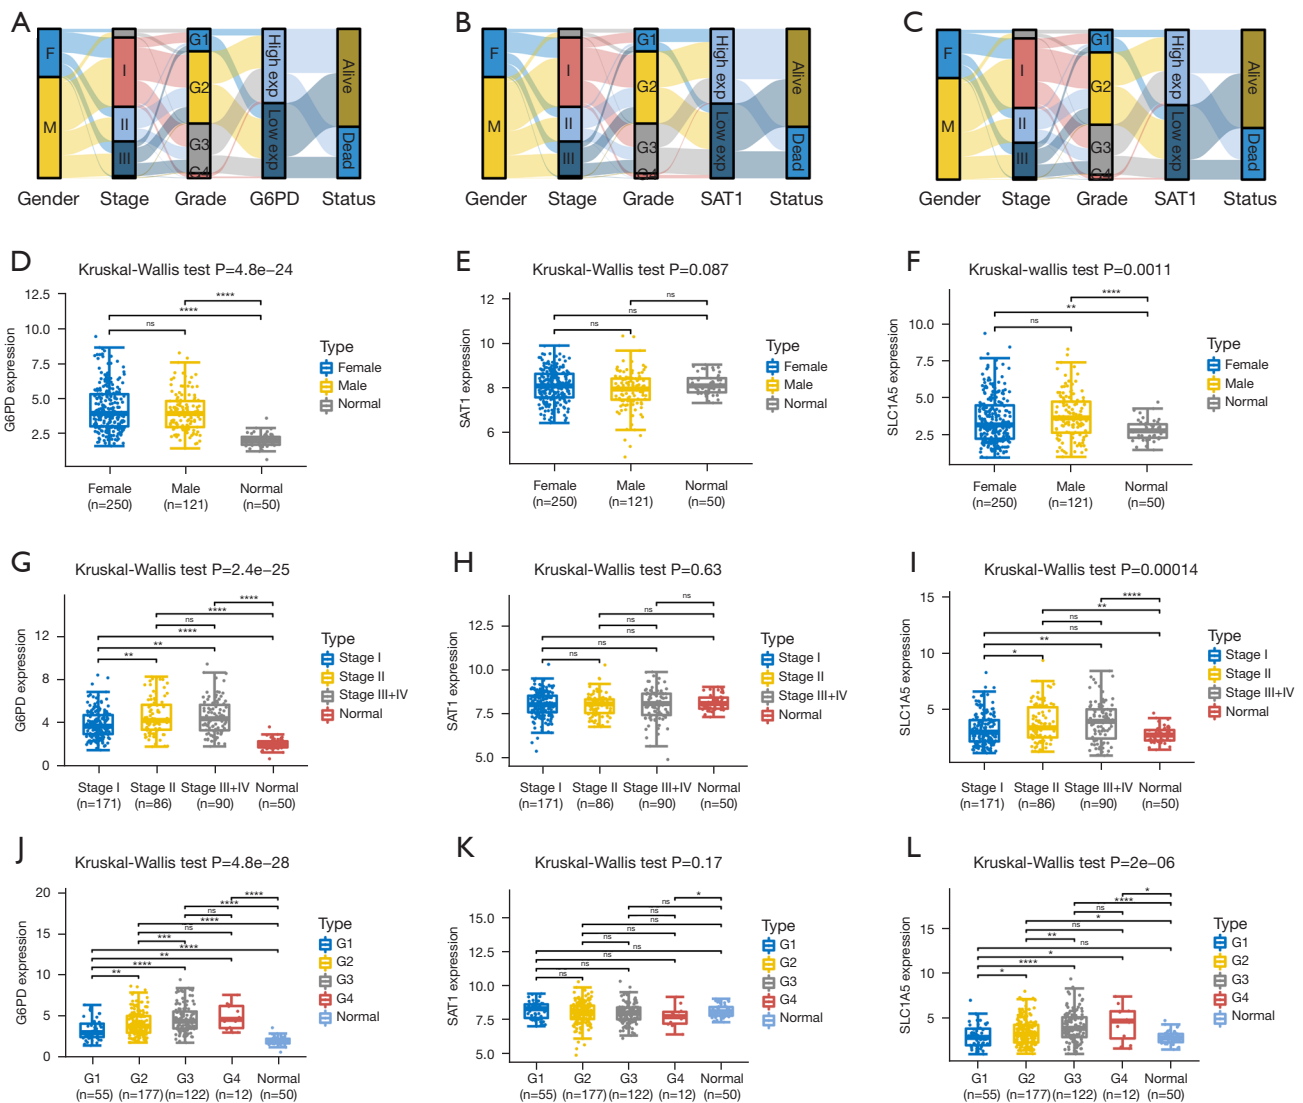 A
F
M
I
II
III
G1
G2
G3
G4
High exp
Low exp
Alive
Dead
Gender Stage Grade G6PD Status
B
F
M
I
II
III
G1
G2
G3
High exp
Low exp
Alive
Dead
Gender Stage Grade SAT1 Status
C
F
M
I
II
III
G1
G2
G3
G4
High exp
Low exp
Alive
Dead
Gender Stage Grade SAT1 Status
D
Kruskal-Wallis test P=4.8e−24
G6PD expression
12.5
10.0
7.5
5.0
2.5
****
****
ns
Type
Female
Male
Normal
Female Male Normal
(n=250) (n=121) (n=50)
E
Kruskal-Wallis test P=0.087
SAT1 expression
12
10
8
6
ns
ns
ns
Type
Female
Male
Normal
Female Male Normal
(n=250) (n=121) (n=50)
F
Kruskal-wallis test P=0.0011
SLC1A5 expression
10.0
7.5
5.0
2.5
****
**
ns
Type
Female
Male
Normal
Female Male Normal
(n=250) (n=121) (n=50)
G
Kruskal-Wallis test P=2.4e−25
G6PD expression
12
8
4
0
****
****
ns
****
**
**
Type
Stage I
Stage II
Stage III+IV
Normal
Stage I Stage II Stage III+IV Normal
(n=171) (n=86) (n=90) (n=50)
H
Kruskal-Wallis test P=0.63
SAT1 expression
12.5
10.0
7.5
5.0
ns
ns
ns
ns
ns
ns
Type
Stage I
Stage II
Stage III+IV
Normal
Stage I Stage II Stage III+IV Normal
(n=171) (n=86) (n=90) (n=50)
I
Kruskal-Wallis test P=0.00014
SLC1A5 expression
15
10
5
****
**
ns
ns
**
*
Type
Stage I
Stage II
Stage III+IV
Normal
Stage I Stage II Stage III+IV Normal
(n=171) (n=86) (n=90) (n=50)
J
Kruskal-Wallis test P=4.8e−28
G6PD expression
20
15
10
5
0
****
****
ns
****
ns
***
****
**
****
**
Type
G1
G2
G3
G4
Normal
G1 G2 G3 G4 Normal
(n=55) (n=177) (n=122) (n=12) (n=50)
K
Kruskal-Wallis test P=0.17
SAT1 expression
15.0
12.5
10.0
7.5
5.0
*
ns
ns
ns
ns
ns
ns
ns
ns
ns
Type
G1
G2
G3
G4
Normal
G1 G2 G3 G4 Normal
(n=55) (n=177) (n=122) (n=12) (n=50)
L
Kruskal-Wallis test P=2e−06
SLC1A5 expression
15
10
5
*
****
ns
*
ns
**
ns
*
****
*
Type
G1
G2
G3
G4
Normal
G1 G2 G3 G4 Normal
(n=55) (n=177) (n=122) (n=12) (n=50)